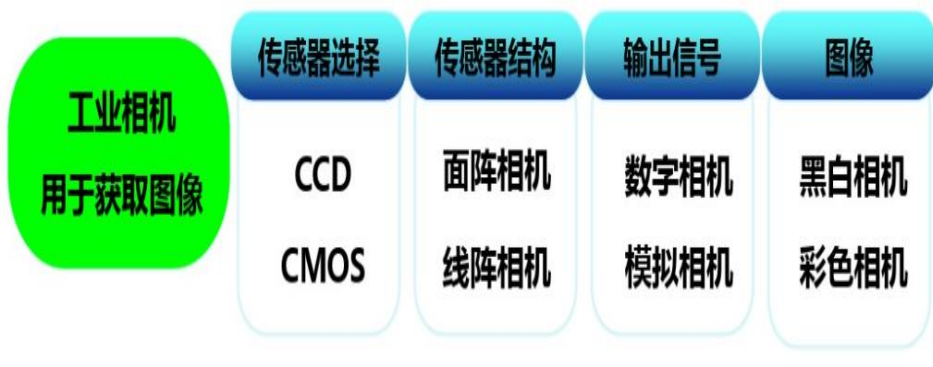 工业相机
用于获取图像
传感器选择
CCD
CMOS
传感器结构
面阵相机
线阵相机
输出信号
数字相机
模拟相机
图像
黑白相机
彩色相机